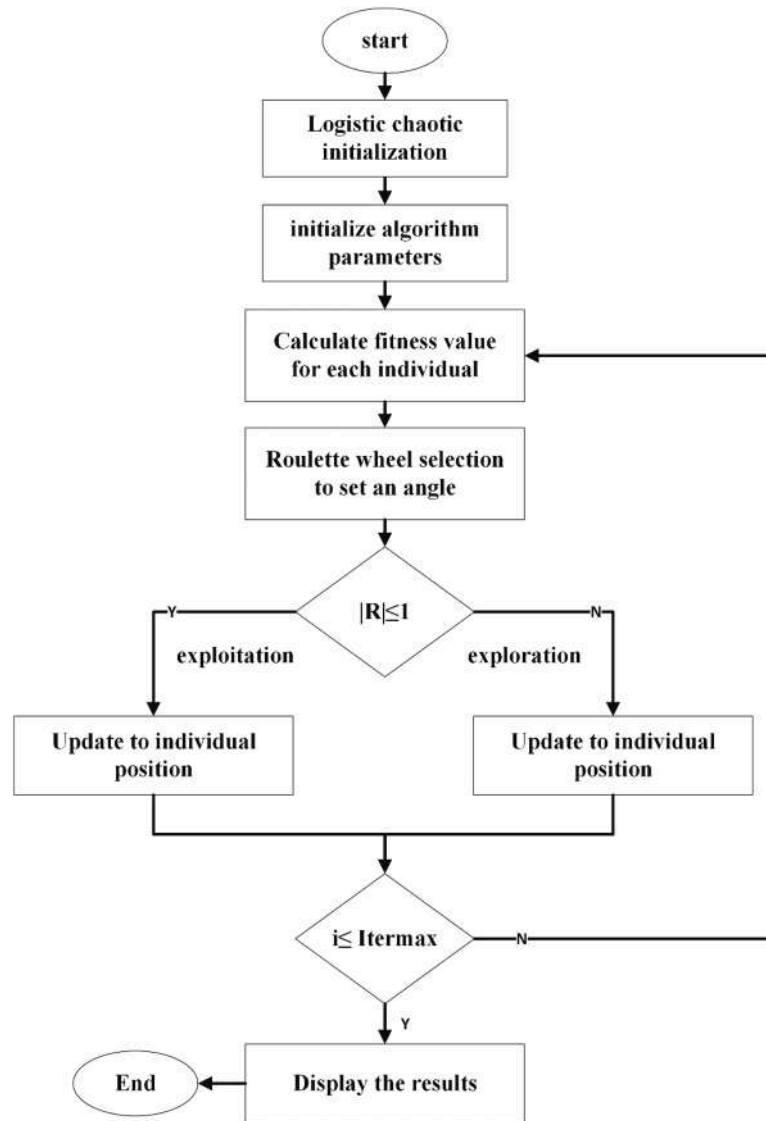 start
Logistic chaotic
initialization
initialize algorithm
parameters
Calculate fitness value
for each individual
Roulette wheel selection
to set an angle
|R|≤1
Y
N
exploitation
exploration
Update to individual
position
Update to individual
position
i≤ Itermax
N
Y
Display the results
End